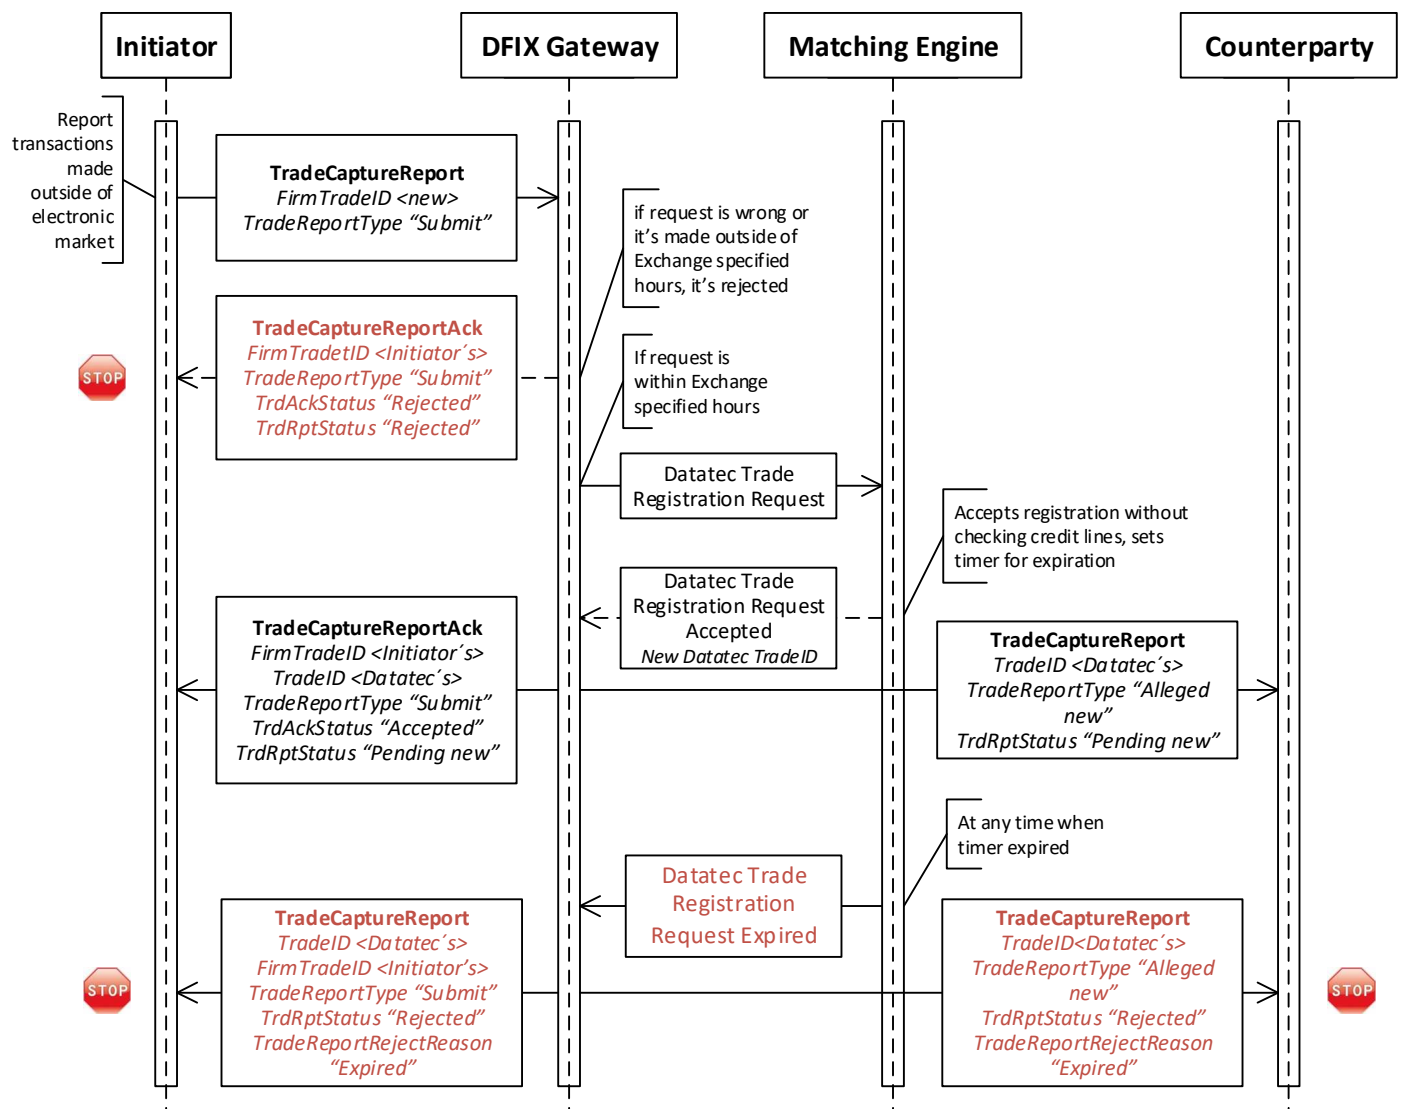 Initiator
DFIX Gateway
Matching Engine
Counterparty
Report
transactions
made
outside of
electronic
market
TradeCaptureReport
FirmTradeID <new>
TradeReportType “Submit”
if request is wrong or
it’s made outside of
Exchange specified
hours, it’s rejected
TradeCaptureReportAck
FirmTradetID <Initiator´s>
TradeReportType “Submit”
TrdAckStatus “Rejected”
TrdRptStatus “Rejected”
STOP
If request is
within Exchange
specified hours
Datatec Trade
Registration Request
Accepts registration without
checking credit lines, sets
timer for expiration
Datatec Trade
Registration Request
Accepted
New Datatec TradeID
TradeCaptureReportAck
FirmTradeID <Initiator´s>
TradeID <Datatec´s>
TradeReportType “Submit”
TrdAckStatus “Accepted”
TrdRptStatus “Pending new”
TradeCaptureReport
TradeID <Datatec´s>
TradeReportType “Alleged
new”
TrdRptStatus “Pending new”
At any time when
timer expired
Datatec Trade
Registration
Request Expired
TradeCaptureReport
TradeID <Datatec´s>
FirmTradeID <Initiator’s>
TradeReportType “Submit”
TrdRptStatus “Rejected”
TradeReportRejectReason
“Expired”
STOP
TradeCaptureReport
TradeID<Datatec´s>
TradeReportType “Alleged
new”
TrdRptStatus “Rejected”
TradeReportRejectReason
“Expired”
STOP